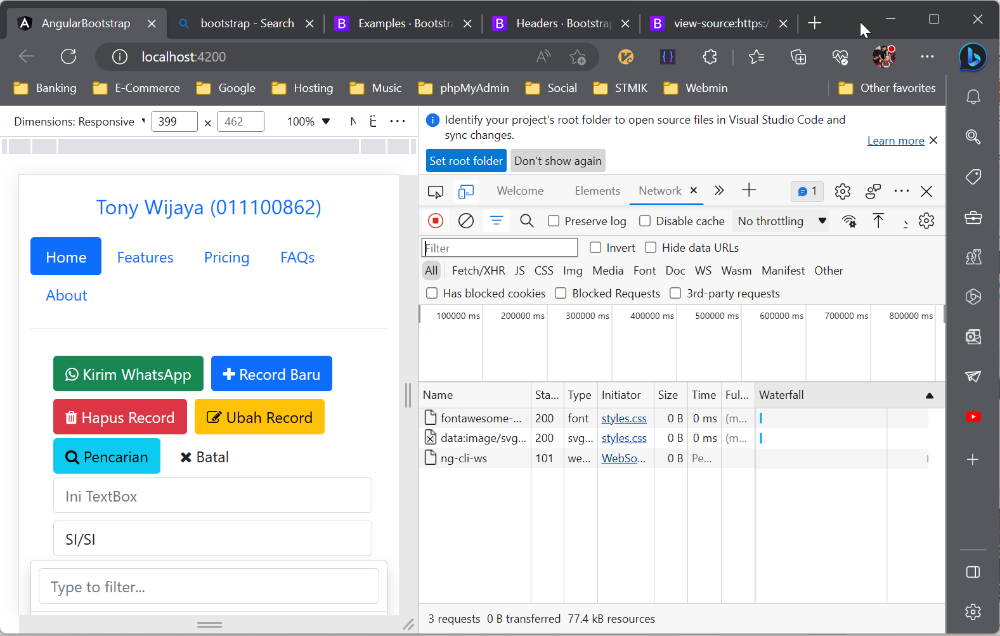 AngularBootstrap
bootstrap - Search
Examples · Bootstra
Headers · Bootstrap
view-source:https:/
localhost:4200
Banking
E-Commerce
Google
Hosting
Music
phpMyAdmin
Social
STMIK
Webmin
Other favorites
Dimensions: Responsive
399
×
462
100%
Identify your project's root folder to open source files in Visual Studio Code and
sync changes.
Learn more
Set root folder
Don't show again
Welcome
Elements
Network
1
Preserve log
Disable cache
No throttling
Filter
Invert
Hide data URLs
All
Fetch/XHR
JS
CSS
Img
Media
Font
Doc
WS
Wasm
Manifest
Other
Has blocked cookies
Blocked Requests
3rd-party requests
100000 ms
200000 ms
300000 ms
400000 ms
500000 ms
600000 ms
700000 ms
800000 ms
Name Sta... Type Initiator Size Time Ful... Waterfall
fontawesome-... 200 font styles.css 0 B 0 ms (m...
data:image/svg... 200 svg... styles.css 0 B 0 ms (m...
ng-cli-ws 101 we... WebSo... 0 B Pe...
3 requests 0 B transferred 77.4 kB resources
Tony Wijaya (011100862)
Home
Features
Pricing
FAQs
About
Kirim WhatsApp
Record Baru
Hapus Record
Ubah Record
Pencarian
Batal
Ini TextBox
SI/SI
Type to filter...